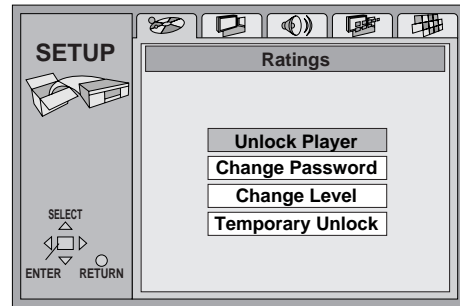 SETUP
Ratings
Unlock Player
Change Password
Change Level
Temporary Unlock
SELECT
ENTER RETURN